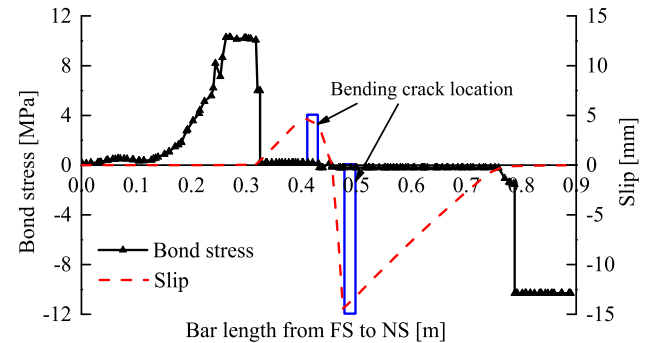 12
8
4
0
-4
-8
-12
Bond stress [MPa]
15
10
5
0
-5
-10
-15
Slip [mm]
Bending crack location
0.0 0.1 0.2 0.3 0.4 0.5 0.6 0.7 0.8 0.9
Bond stress
Slip
Bar length from FS to NS [m]